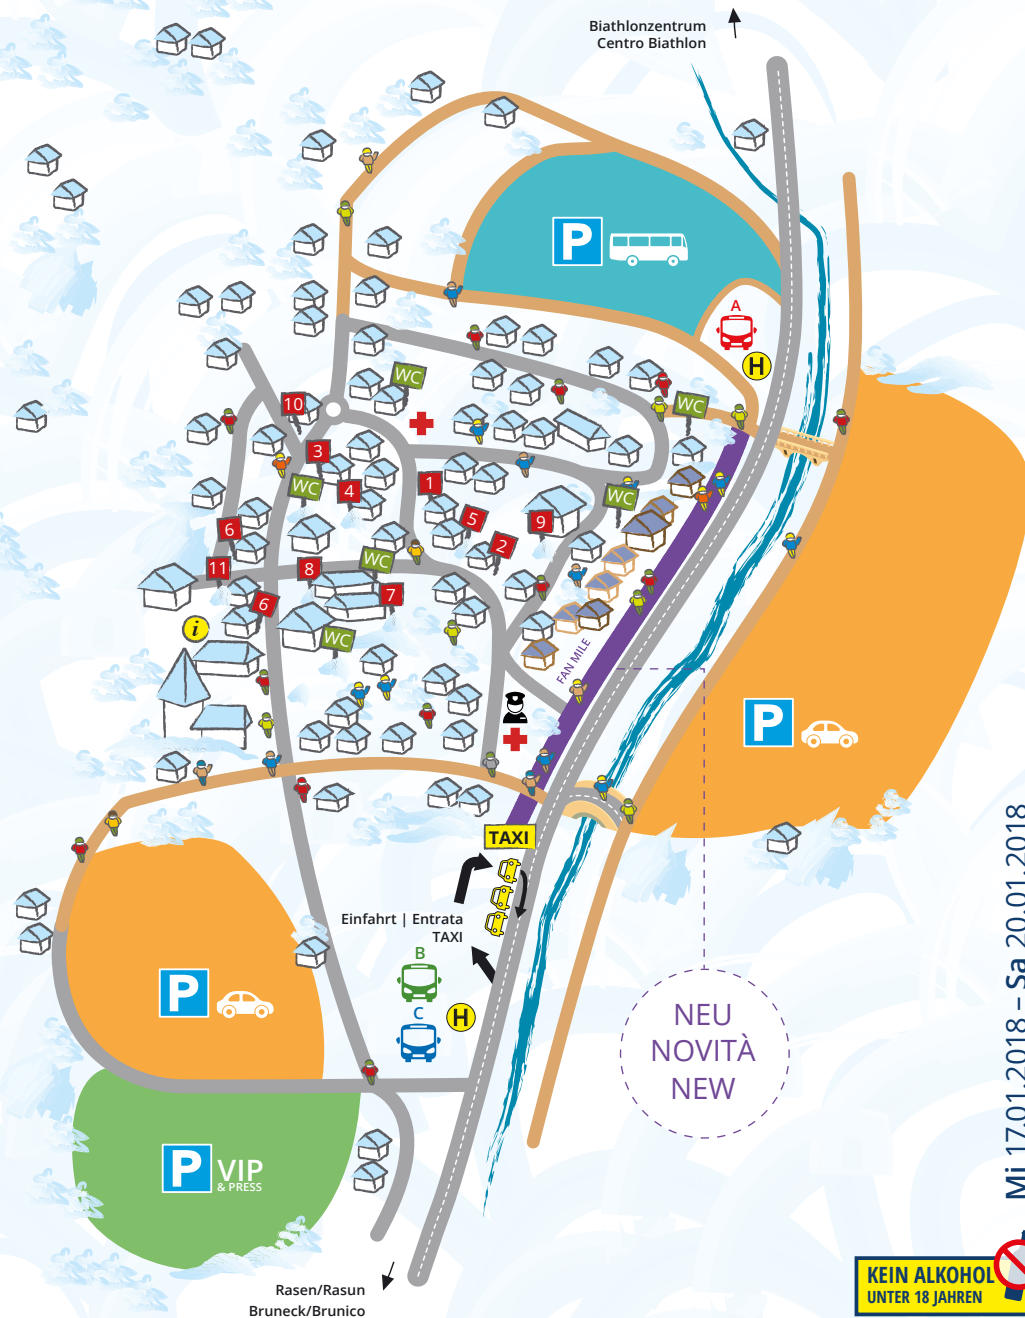 Biathlonzentrum
Centro Biathlon
P
A
H
WC
10
WC
3
WC
4
1
WC
5
9
6
2
11
8
WC
7
6
i
WC
FAN MILE
P
TAXI
Einfahrt | Entrata
TAXI
B
P
C
H
NEU
NOVITÀ
NEW
Mi 17.01.2018 – Sa 20.01.2018
P VIP
& PRESS
KEIN ALKOHOL
UNTER 18 JAHREN
Rasen/Rasun
Bruneck/Brunico